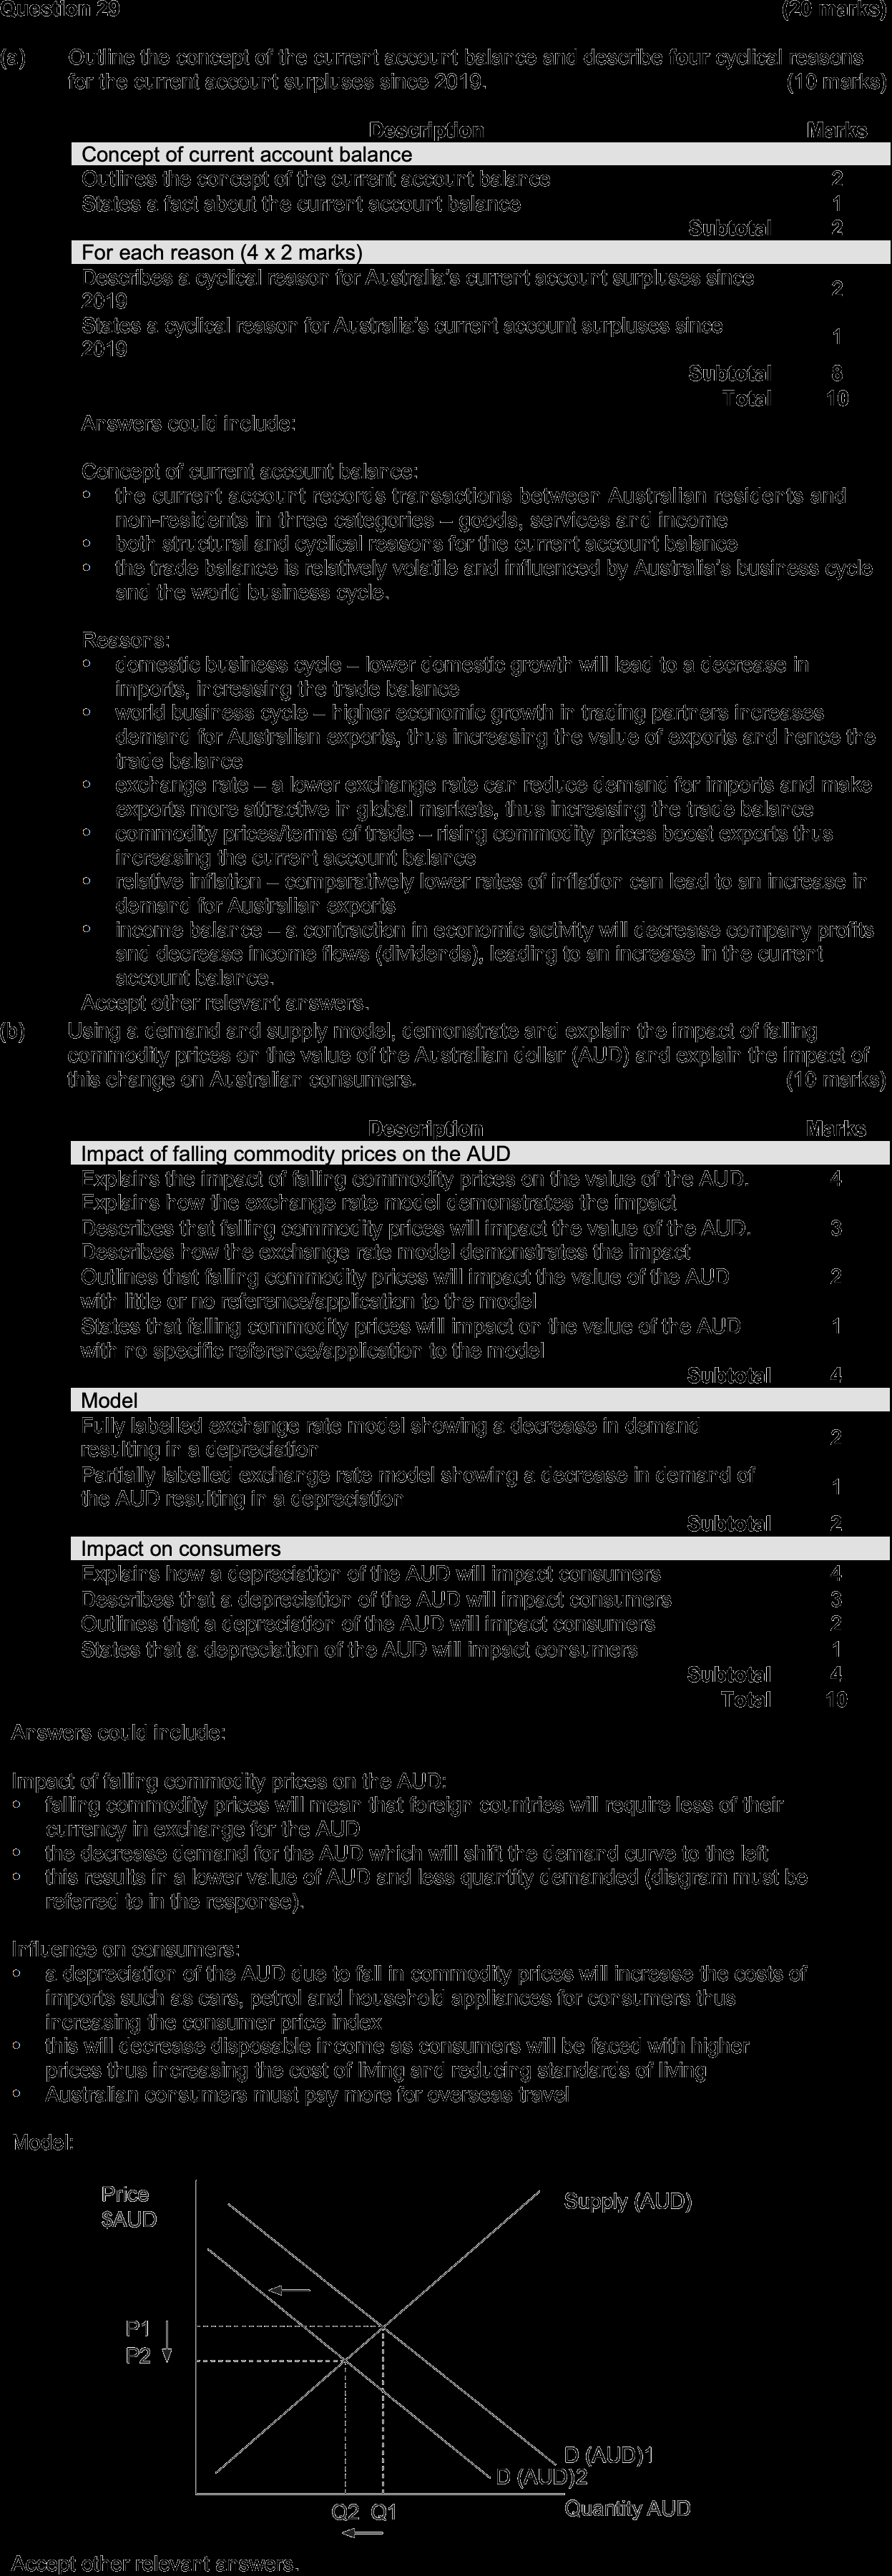 Question 29 (20 marks)
(a) Outline the concept of the current account balance and describe four cyclical reasons
for the current account surpluses since 2019. (10 marks)
Description Marks
Concept of current account balance
Outlines the concept of the current account balance 2
States a fact about the current account balance 1
Subtotal 2
For each reason (4 x 2 marks)
Describes a cyclical reason for Australia's current account surpluses since
2019 2
States a cyclical reason for Australia's current account surpluses since
2019 1
Subtotal 8
Total 10
Answers could include:
Concept of current account balance:
• the current account records transactions between Australian residents and
non-residents in three categories – goods, services and income
• both structural and cyclical reasons for the current account balance
• the trade balance is relatively volatile and influenced by Australia's business cycle
and the world business cycle.
Reasons:
• domestic business cycle – lower domestic growth will lead to a decrease in
imports, increasing the trade balance
• world business cycle – higher economic growth in trading partners increases
demand for Australian exports, thus increasing the value of exports and hence the
trade balance
• exchange rate – a lower exchange rate can reduce demand for imports and make
exports more attractive in global markets, thus increasing the trade balance
• commodity prices/terms of trade – rising commodity prices boost exports thus
increasing the current account balance
• relative inflation – comparatively lower rates of inflation can lead to an increase in
demand for Australian exports
• income balance – a contraction in economic activity will decrease company profits
and decrease income flows (dividends), leading to an increase in the current
account balance.
Accept other relevant answers.
(b) Using a demand and supply model, demonstrate and explain the impact of falling
commodity prices on the value of the Australian dollar (AUD) and explain the impact of
this change on Australian consumers. (10 marks)
Description Marks
Impact of falling commodity prices on the AUD
Explains the impact of falling commodity prices on the value of the AUD. 4
Explains how the exchange rate model demonstrates the impact
Describes that falling commodity prices will impact the value of the AUD. 3
Describes how the exchange rate model demonstrates the impact
Outlines that falling commodity prices will impact the value of the AUD 2
with little or no reference/application to the model
States that falling commodity prices will impact on the value of the AUD 1
with no specific reference/application to the model
Subtotal 4
Model
Fully labelled exchange rate model showing a decrease in demand
resulting in a depreciation 2
Partially labelled exchange rate model showing a decrease in demand of
the AUD resulting in a depreciation 1
Subtotal 2
Impact on consumers
Explains how a depreciation of the AUD will impact consumers 4
Describes that a depreciation of the AUD will impact consumers 3
Outlines that a depreciation of the AUD will impact consumers 2
States that a depreciation of the AUD will impact consumers 1
Subtotal 4
Total 10
Answers could include:
Impact of falling commodity prices on the AUD:
• falling commodity prices will mean that foreign countries will require less of their
currency in exchange for the AUD
• the decrease demand for the AUD which will shift the demand curve to the left
• this results in a lower value of AUD and less quantity demanded (diagram must be
referred to in the response).
Influence on consumers:
• a depreciation of the AUD due to fall in commodity prices will increase the costs of
imports such as cars, petrol and household appliances for consumers thus
increasing the consumer price index
• this will decrease disposable income as consumers will be faced with higher
prices thus increasing the cost of living and reducing standards of living
• Australian consumers must pay more for overseas travel
Model:
Price
$AUD
Supply (AUD)
P1
P2
D (AUD)1
D (AUD)2
Q2 Q1
Quantity AUD
Accept other relevant answers.